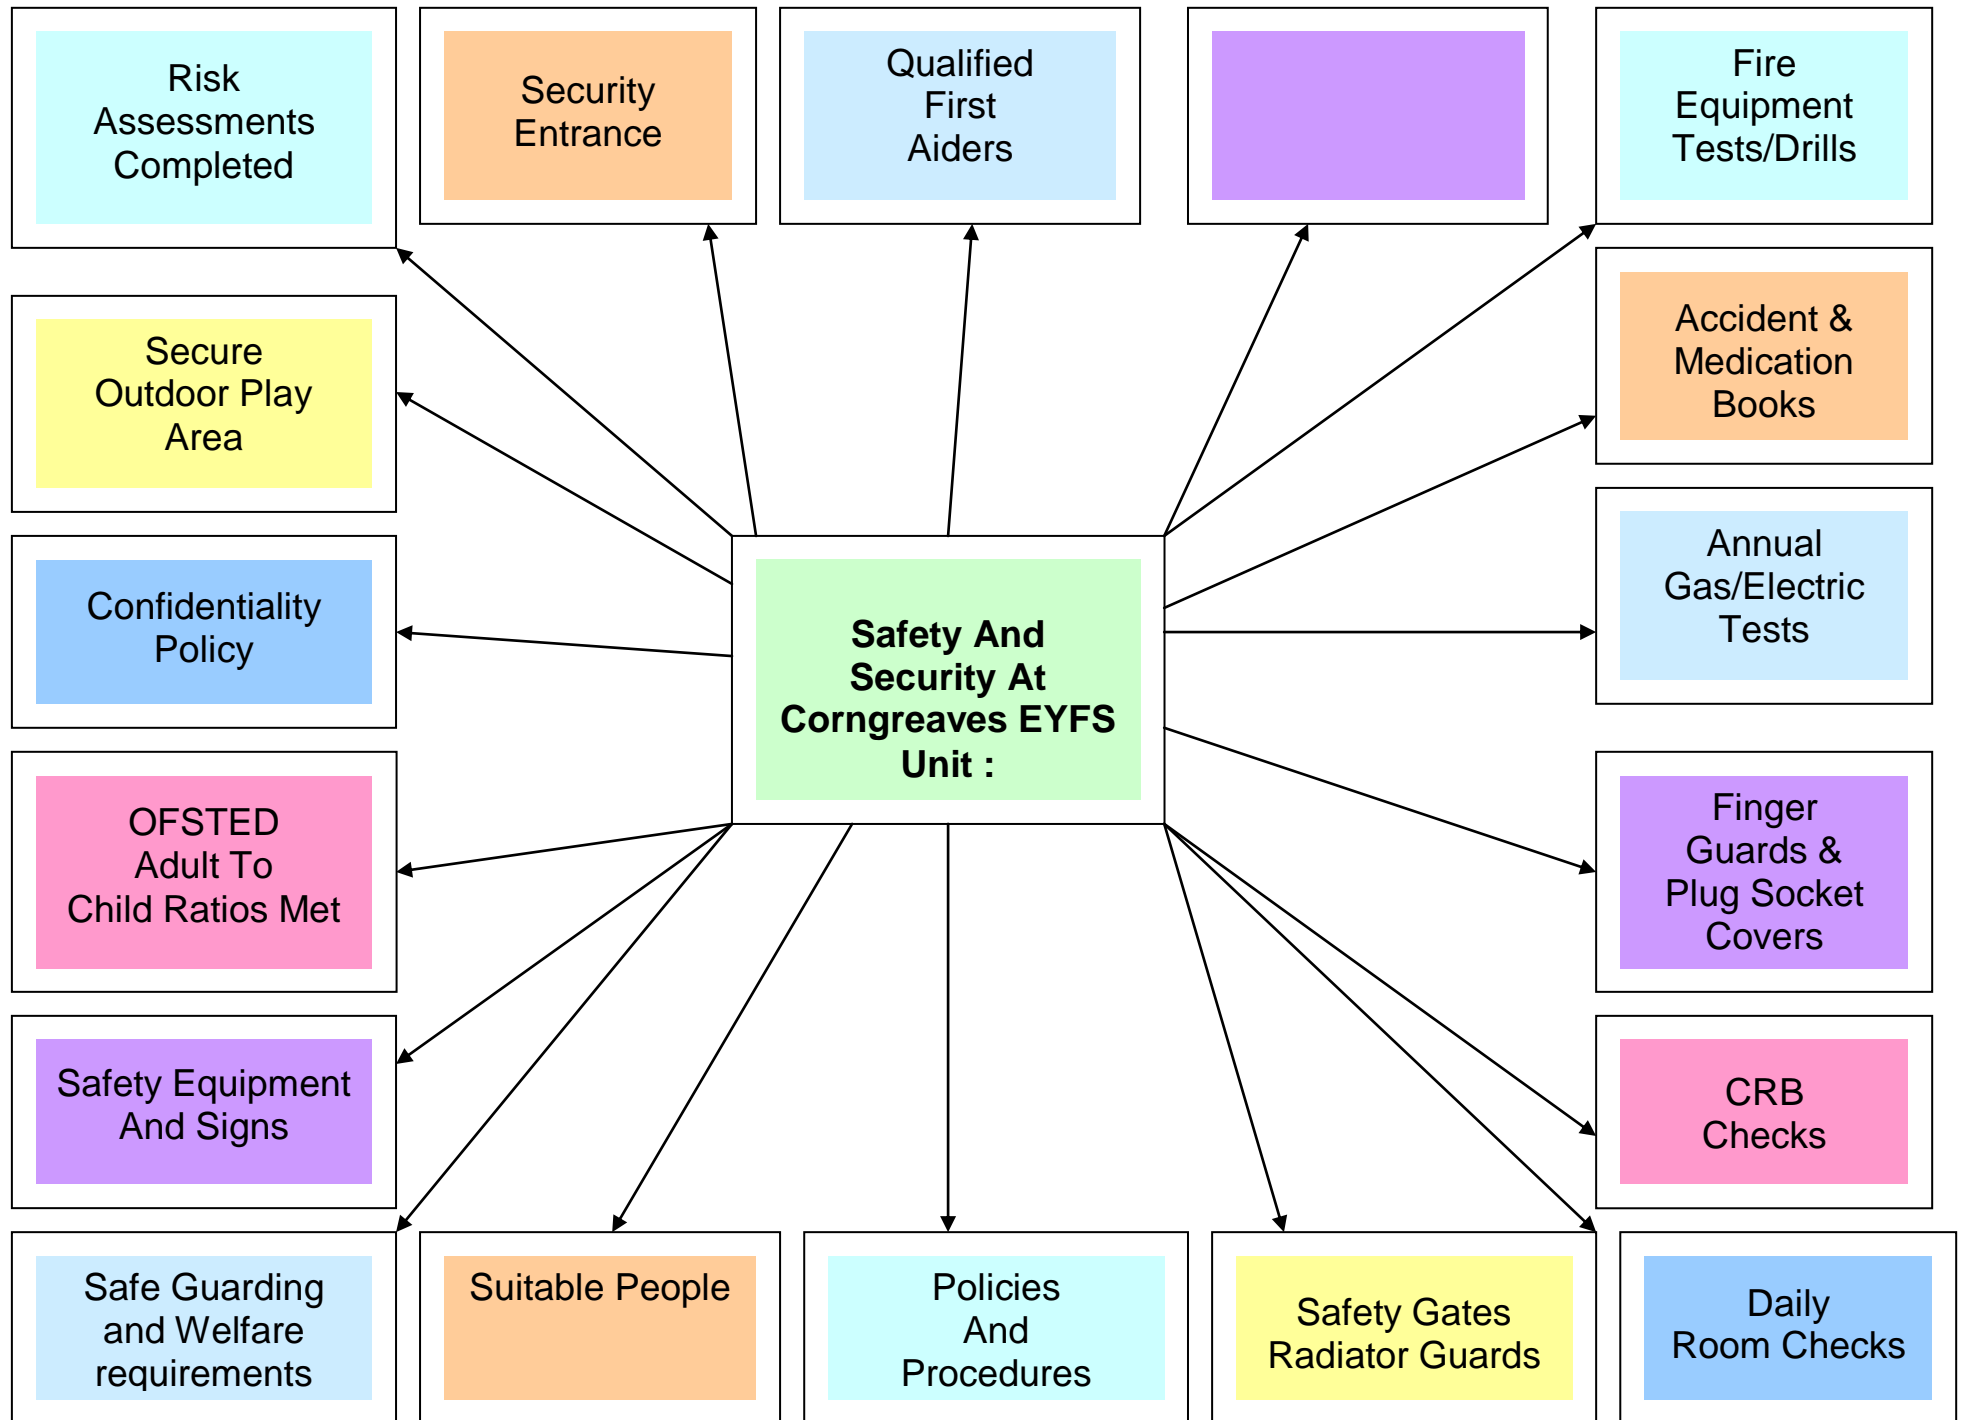 Risk
Assessments
Completed
Security
Entrance
Qualified
First
Aiders
Fire
Equipment
Tests/Drills
Secure
Outdoor Play
Area
Accident &
Medication
Books
Confidentiality
Policy
Safety And
Security At
Corngreaves EYFS
Unit :
Annual
Gas/Electric
Tests
OFSTED
Adult To
Child Ratios Met
Finger
Guards &
Plug Socket
Covers
Safety Equipment
And Signs
CRB
Checks
Safe Guarding
and Welfare
requirements
Suitable People
Policies
And
Procedures
Safety Gates
Radiator Guards
Daily
Room Checks